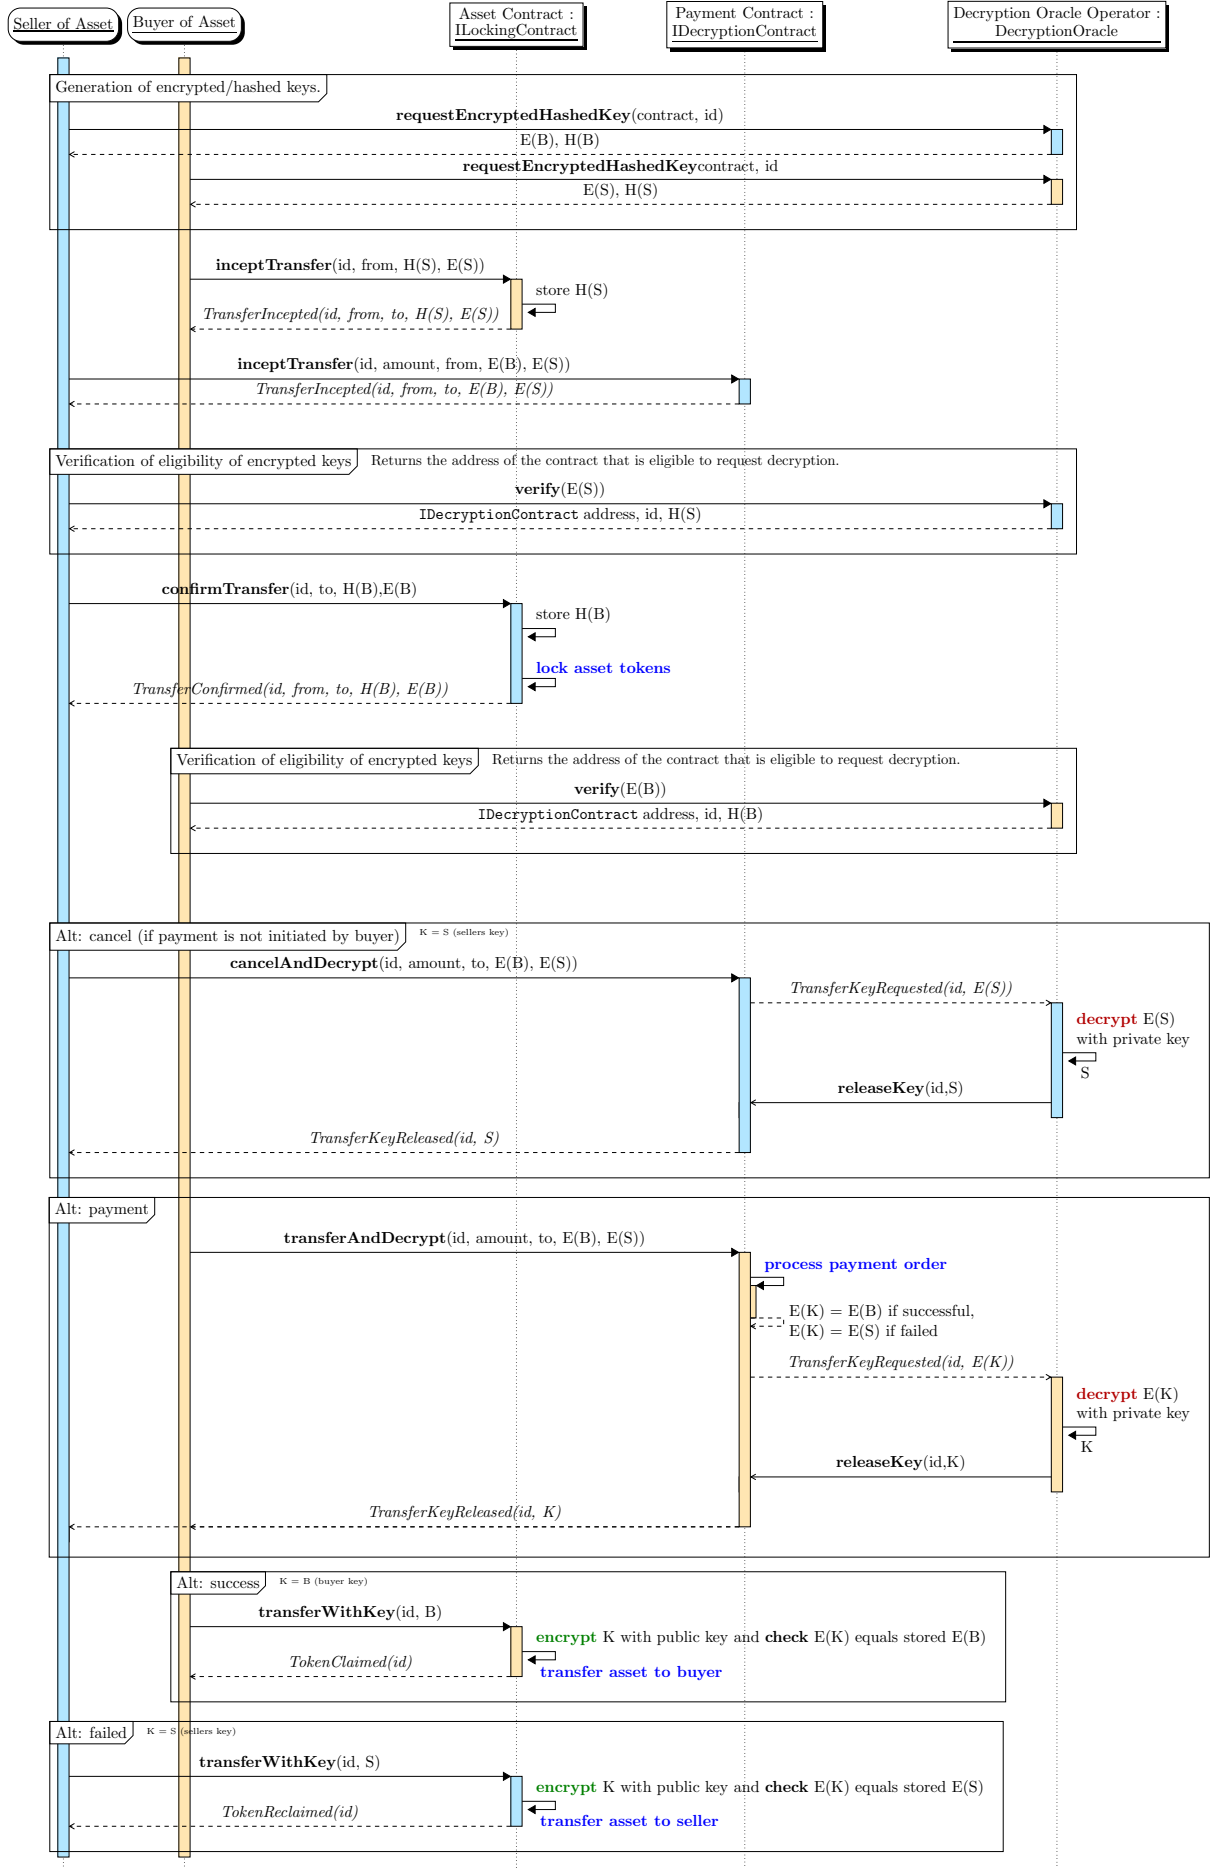 Seller of Asset
Buyer of Asset
Asset Contract :
ILockingContract
Payment Contract :
IDecryptionContract
Decryption Oracle Operator :
DecryptionOracle
Generation of encrypted/hashed keys.
requestEncryptedHashedKey(contract, id)
E(B), H(B)
requestEncryptedHashedKeycontract, id
E(S), H(S)
inceptTransfer(id, from, H(S), E(S))
store H(S)
TransferIncepted(id, from, to, H(S), E(S))
inceptTransfer(id, amount, from, E(B), E(S))
TransferIncepted(id, from, to, E(B), E(S))
Verification of eligibility of encrypted keys
Returns the address of the contract that is eligible to request decryption.
verify(E(S))
IDecryptionContract address, id, H(S)
confirmTransfer(id, to, H(B),E(B)
store H(B)
lock asset tokens
TransferConfirmed(id, from, to, H(B), E(B))
Verification of eligibility of encrypted keys
Returns the address of the contract that is eligible to request decryption.
verify(E(B))
IDecryptionContract address, id, H(B)
Alt: cancel (if payment is not initiated by buyer)
K = S (sellers key)
cancelAndDecrypt(id, amount, to, E(B), E(S))
TransferKeyRequested(id, E(S))
decrypt E(S)
with private key
S
releaseKey(id,S)
TransferKeyReleased(id, S)
Alt: payment
transferAndDecrypt(id, amount, to, E(B), E(S))
process payment order
E(K) = E(B) if successful,
E(K) = E(S) if failed
TransferKeyRequested(id, E(K))
decrypt E(K)
with private key
K
releaseKey(id,K)
TransferKeyReleased(id, K)
Alt: success
K = B (buyer key)
transferWithKey(id, B)
encrypt K with public key and check E(K) equals stored E(B)
TokenClaimed(id)
transfer asset to buyer
Alt: failed
K = S (sellers key)
transferWithKey(id, S)
encrypt K with public key and check E(K) equals stored E(S)
TokenReclaimed(id)
transfer asset to seller